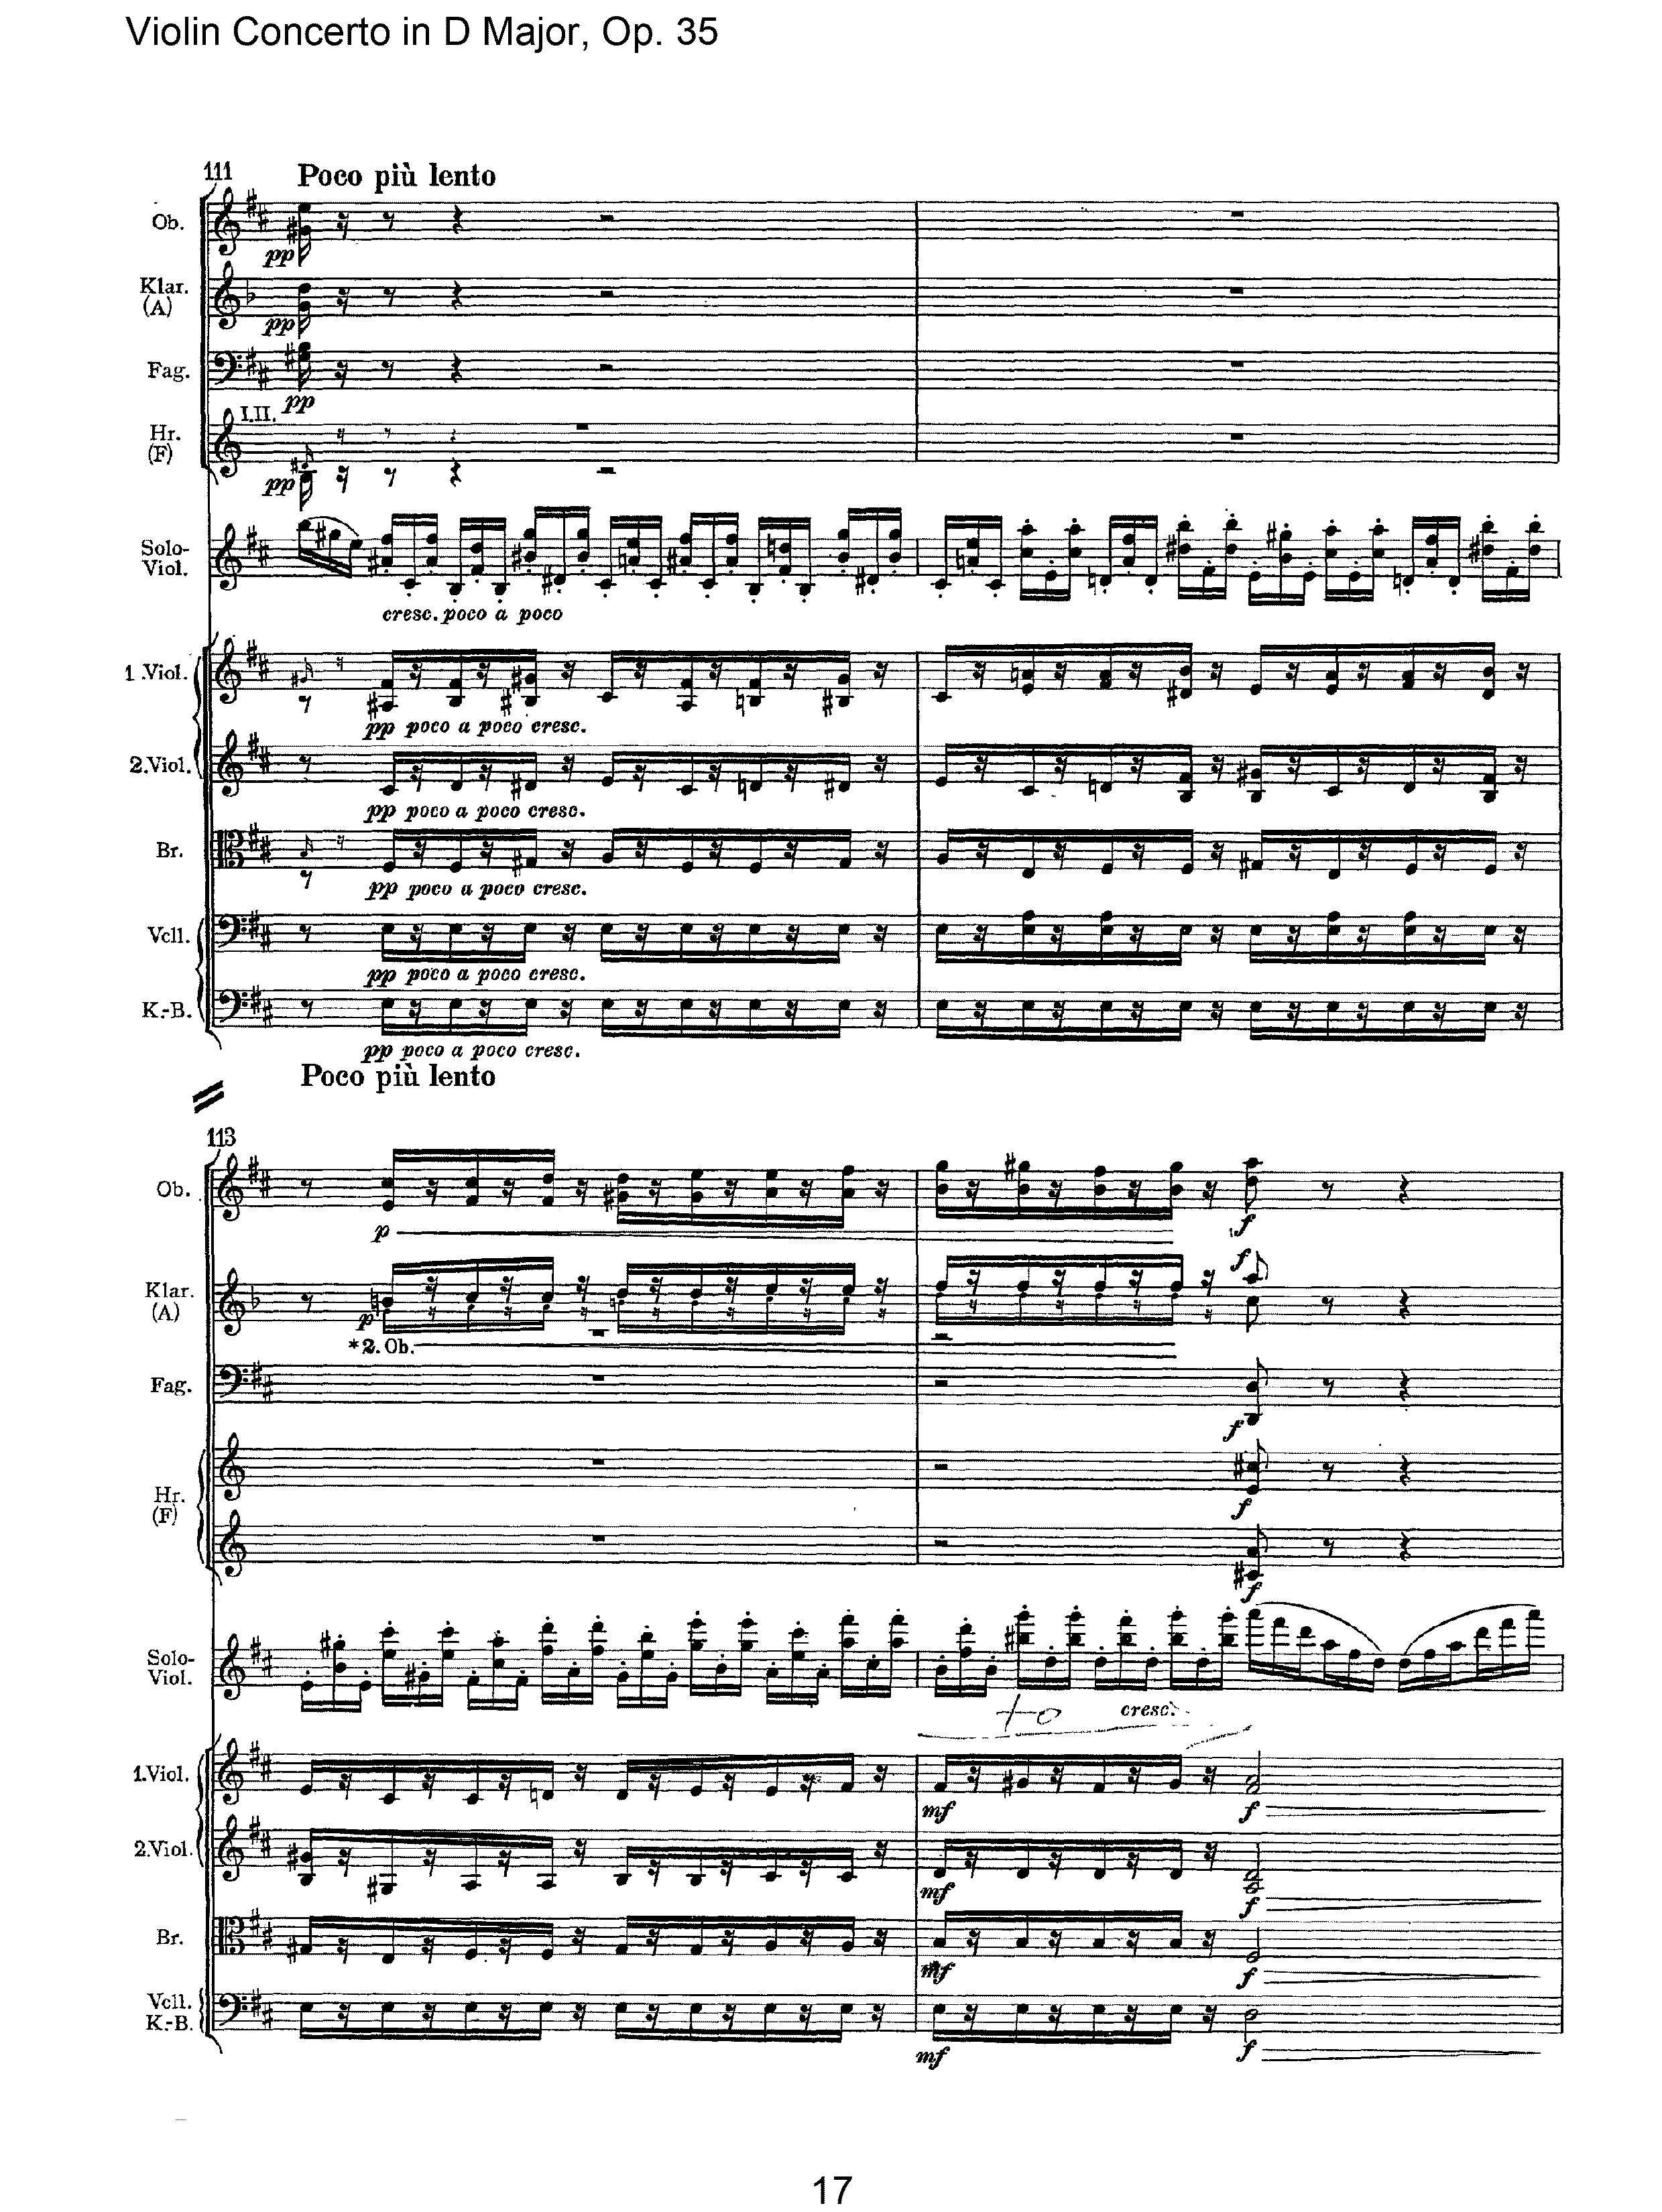 Violin Concerto in D Major, Op. 35
111 Poco più lento
Ob.
pp
Klar.
(A)
pp
Fag.
pp
I.II.
Hr.
(F)
pp
Solo-
Viol.
cresc. poco a poco
1.Viol.
pp poco a poco cresc.
2.Viol.
pp poco a poco cresc.
Br.
pp poco a poco cresc.
Vcll.
pp poco a poco cresc.
K.-B.
pp poco a poco cresc.
Poco più lento
113
Ob.
p f
f
Klar.
(A)
p
*2. Ob.
Fag.
f
Hr.
(F)
f
f
Solo-
Viol.
cresc.
1.Viol.
mf f
2.Viol.
mf f
Br.
mf f
Vcll.
K.-B.
mf f
17